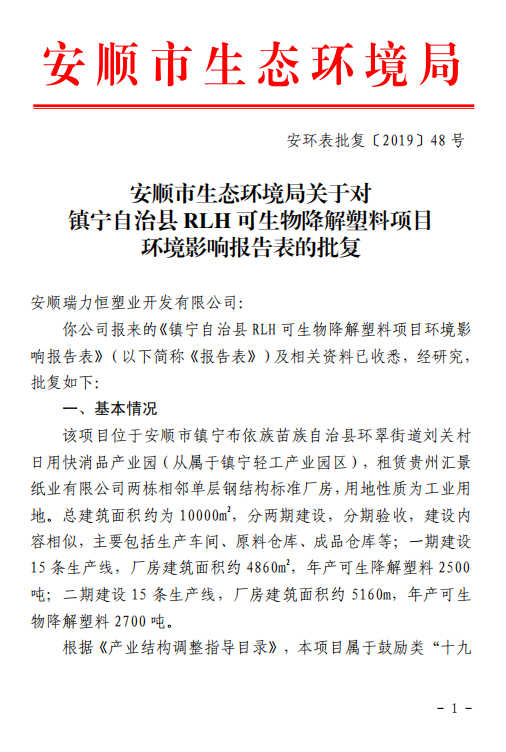 安顺市生态环境局
安环表批复〔2019〕48 号
安顺市生态环境局关于对
镇宁自治县 RLH 可生物降解塑料项目
环境影响报告表的批复
安顺瑞力恒塑业开发有限公司：
你公司报来的《镇宁自治县 RLH 可生物降解塑料项目环境影
响报告表》（以下简称《报告表》）及相关资料已收悉，经研究，
批复如下：
一、基本情况
该项目位于安顺市镇宁布依族苗族自治县环翠街道刘关村
日用快消品产业园（从属于镇宁轻工产业园区），租赁贵州汇景
纸业有限公司两栋相邻单层钢结构标准厂房，用地性质为工业用
地。总建筑面积约为 10000㎡，分两期建设，分期验收，建设内
容相似，主要包括生产车间、原料仓库、成品仓库等；一期建设
15 条生产线，厂房建筑面积约 4860㎡，年产可生降解塑料 2500
吨；二期建设 15 条生产线，厂房建筑面积约 5160m，年产可生
物降解塑料 2700 吨。
根据《产业结构调整指导目录》，本项目属于鼓励类“十九
- 1 -